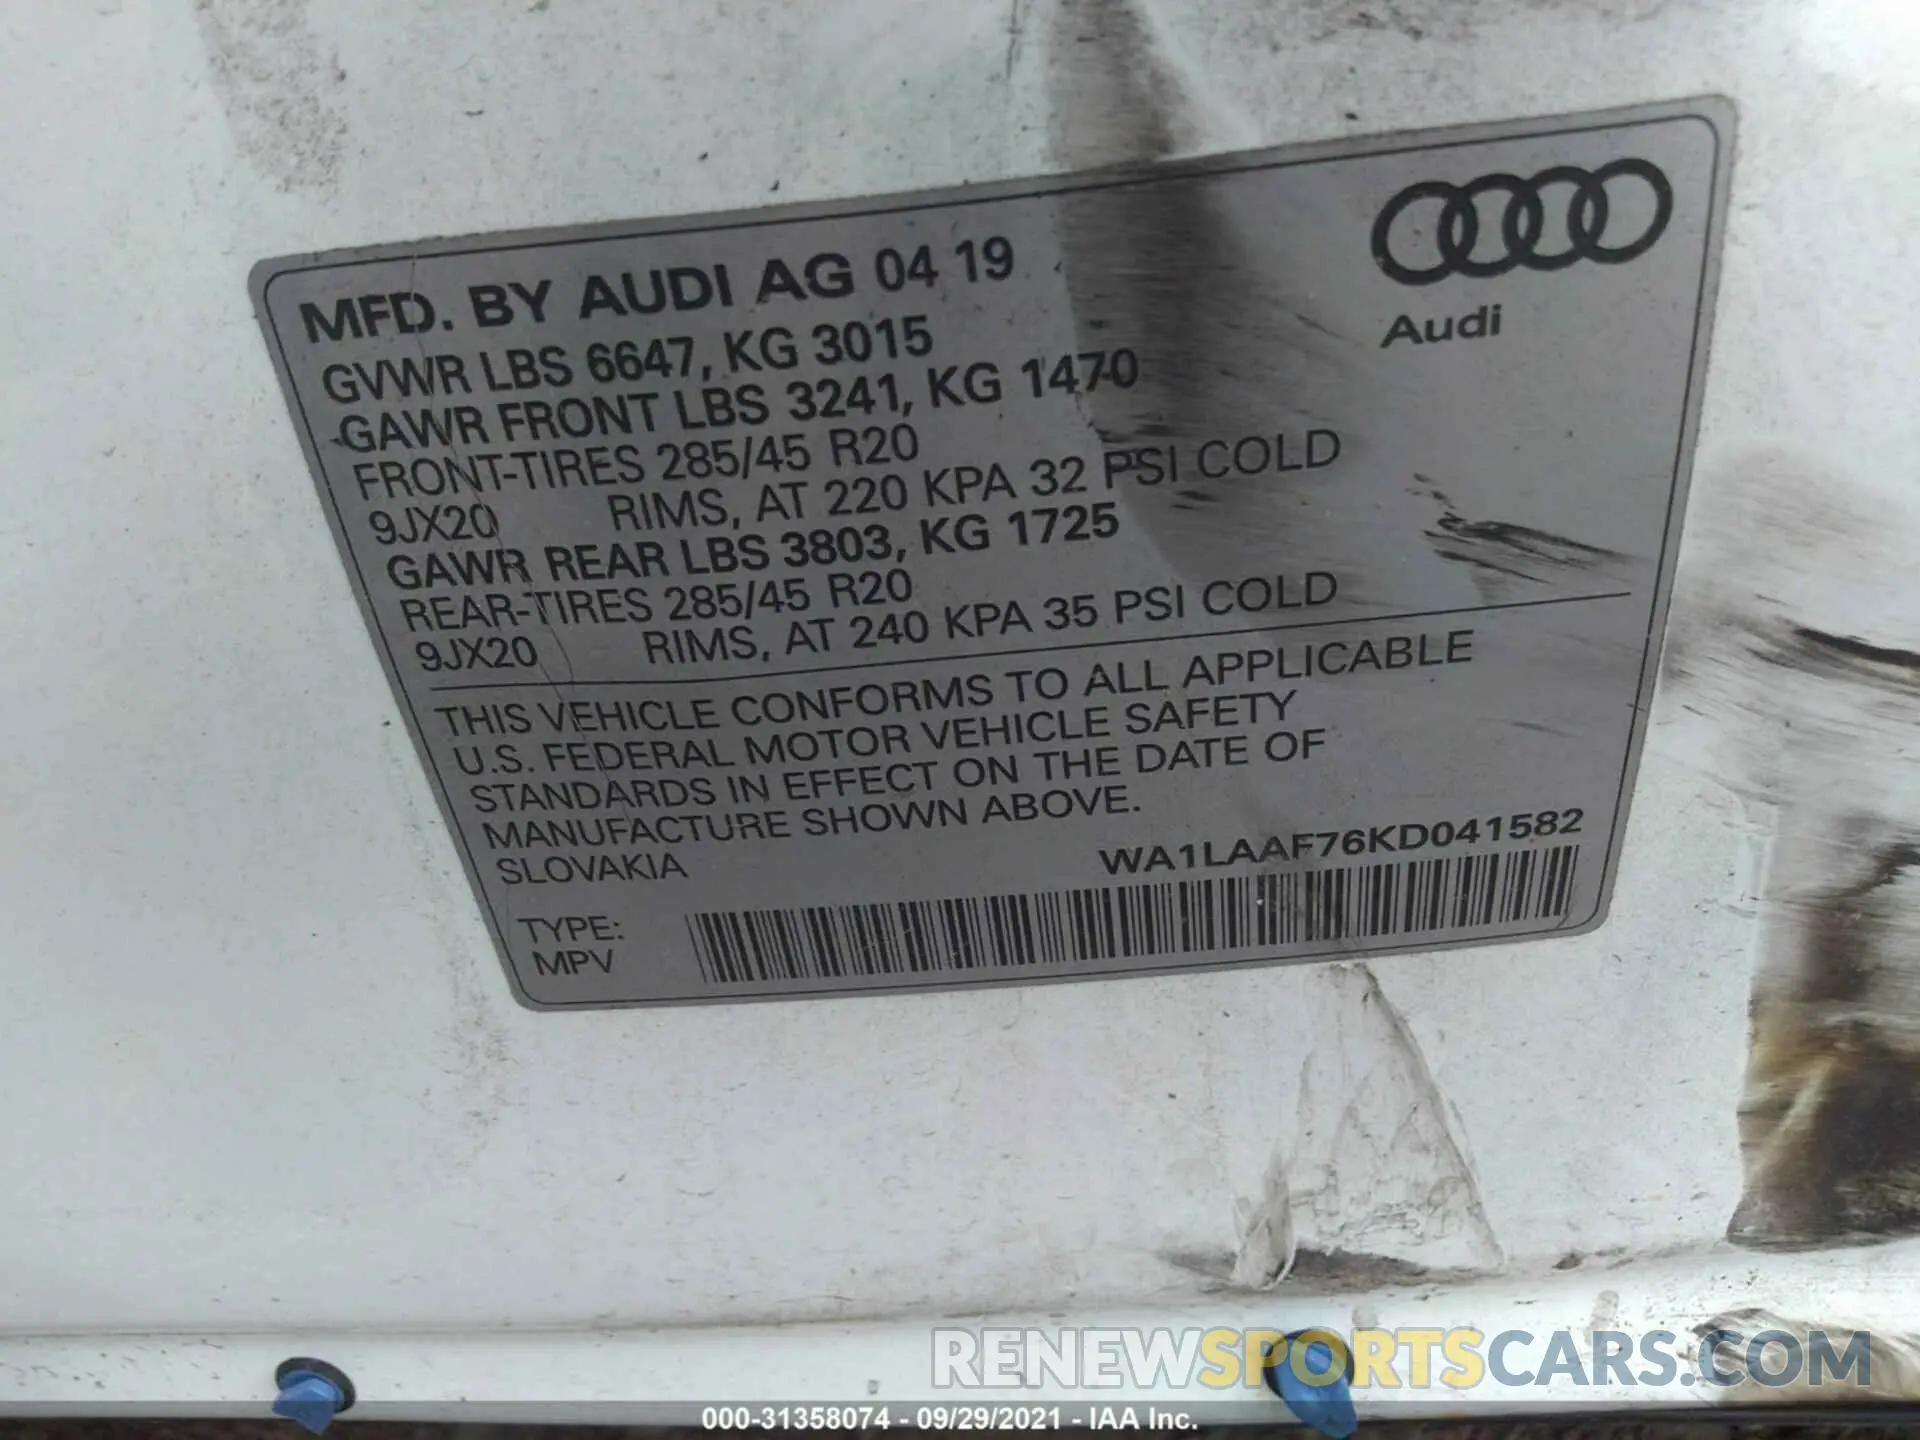 MFD. BY AUDI AG 04 19
GVWR LBS 6647, KG 3015
GAWR FRONT LBS 3241, KG 1470
FRONT-TIRES 285/45 R20
9JX20 RIMS, AT 220 KPA 32 PSI COLD
GAWR REAR LBS 3803, KG 1725
REAR-TIRES 285/45 R20
9JX20 RIMS, AT 240 KPA 35 PSI COLD
Audi
THIS VEHICLE CONFORMS TO ALL APPLICABLE
U.S. FEDERAL MOTOR VEHICLE SAFETY
STANDARDS IN EFFECT ON THE DATE OF
MANUFACTURE SHOWN ABOVE.
SLOVAKIA
WA1LAAF76KD041582
TYPE:
MPV
RENEWSPORTSCARS.COM
000-31358074 - 09/29/2021 - IAA Inc.